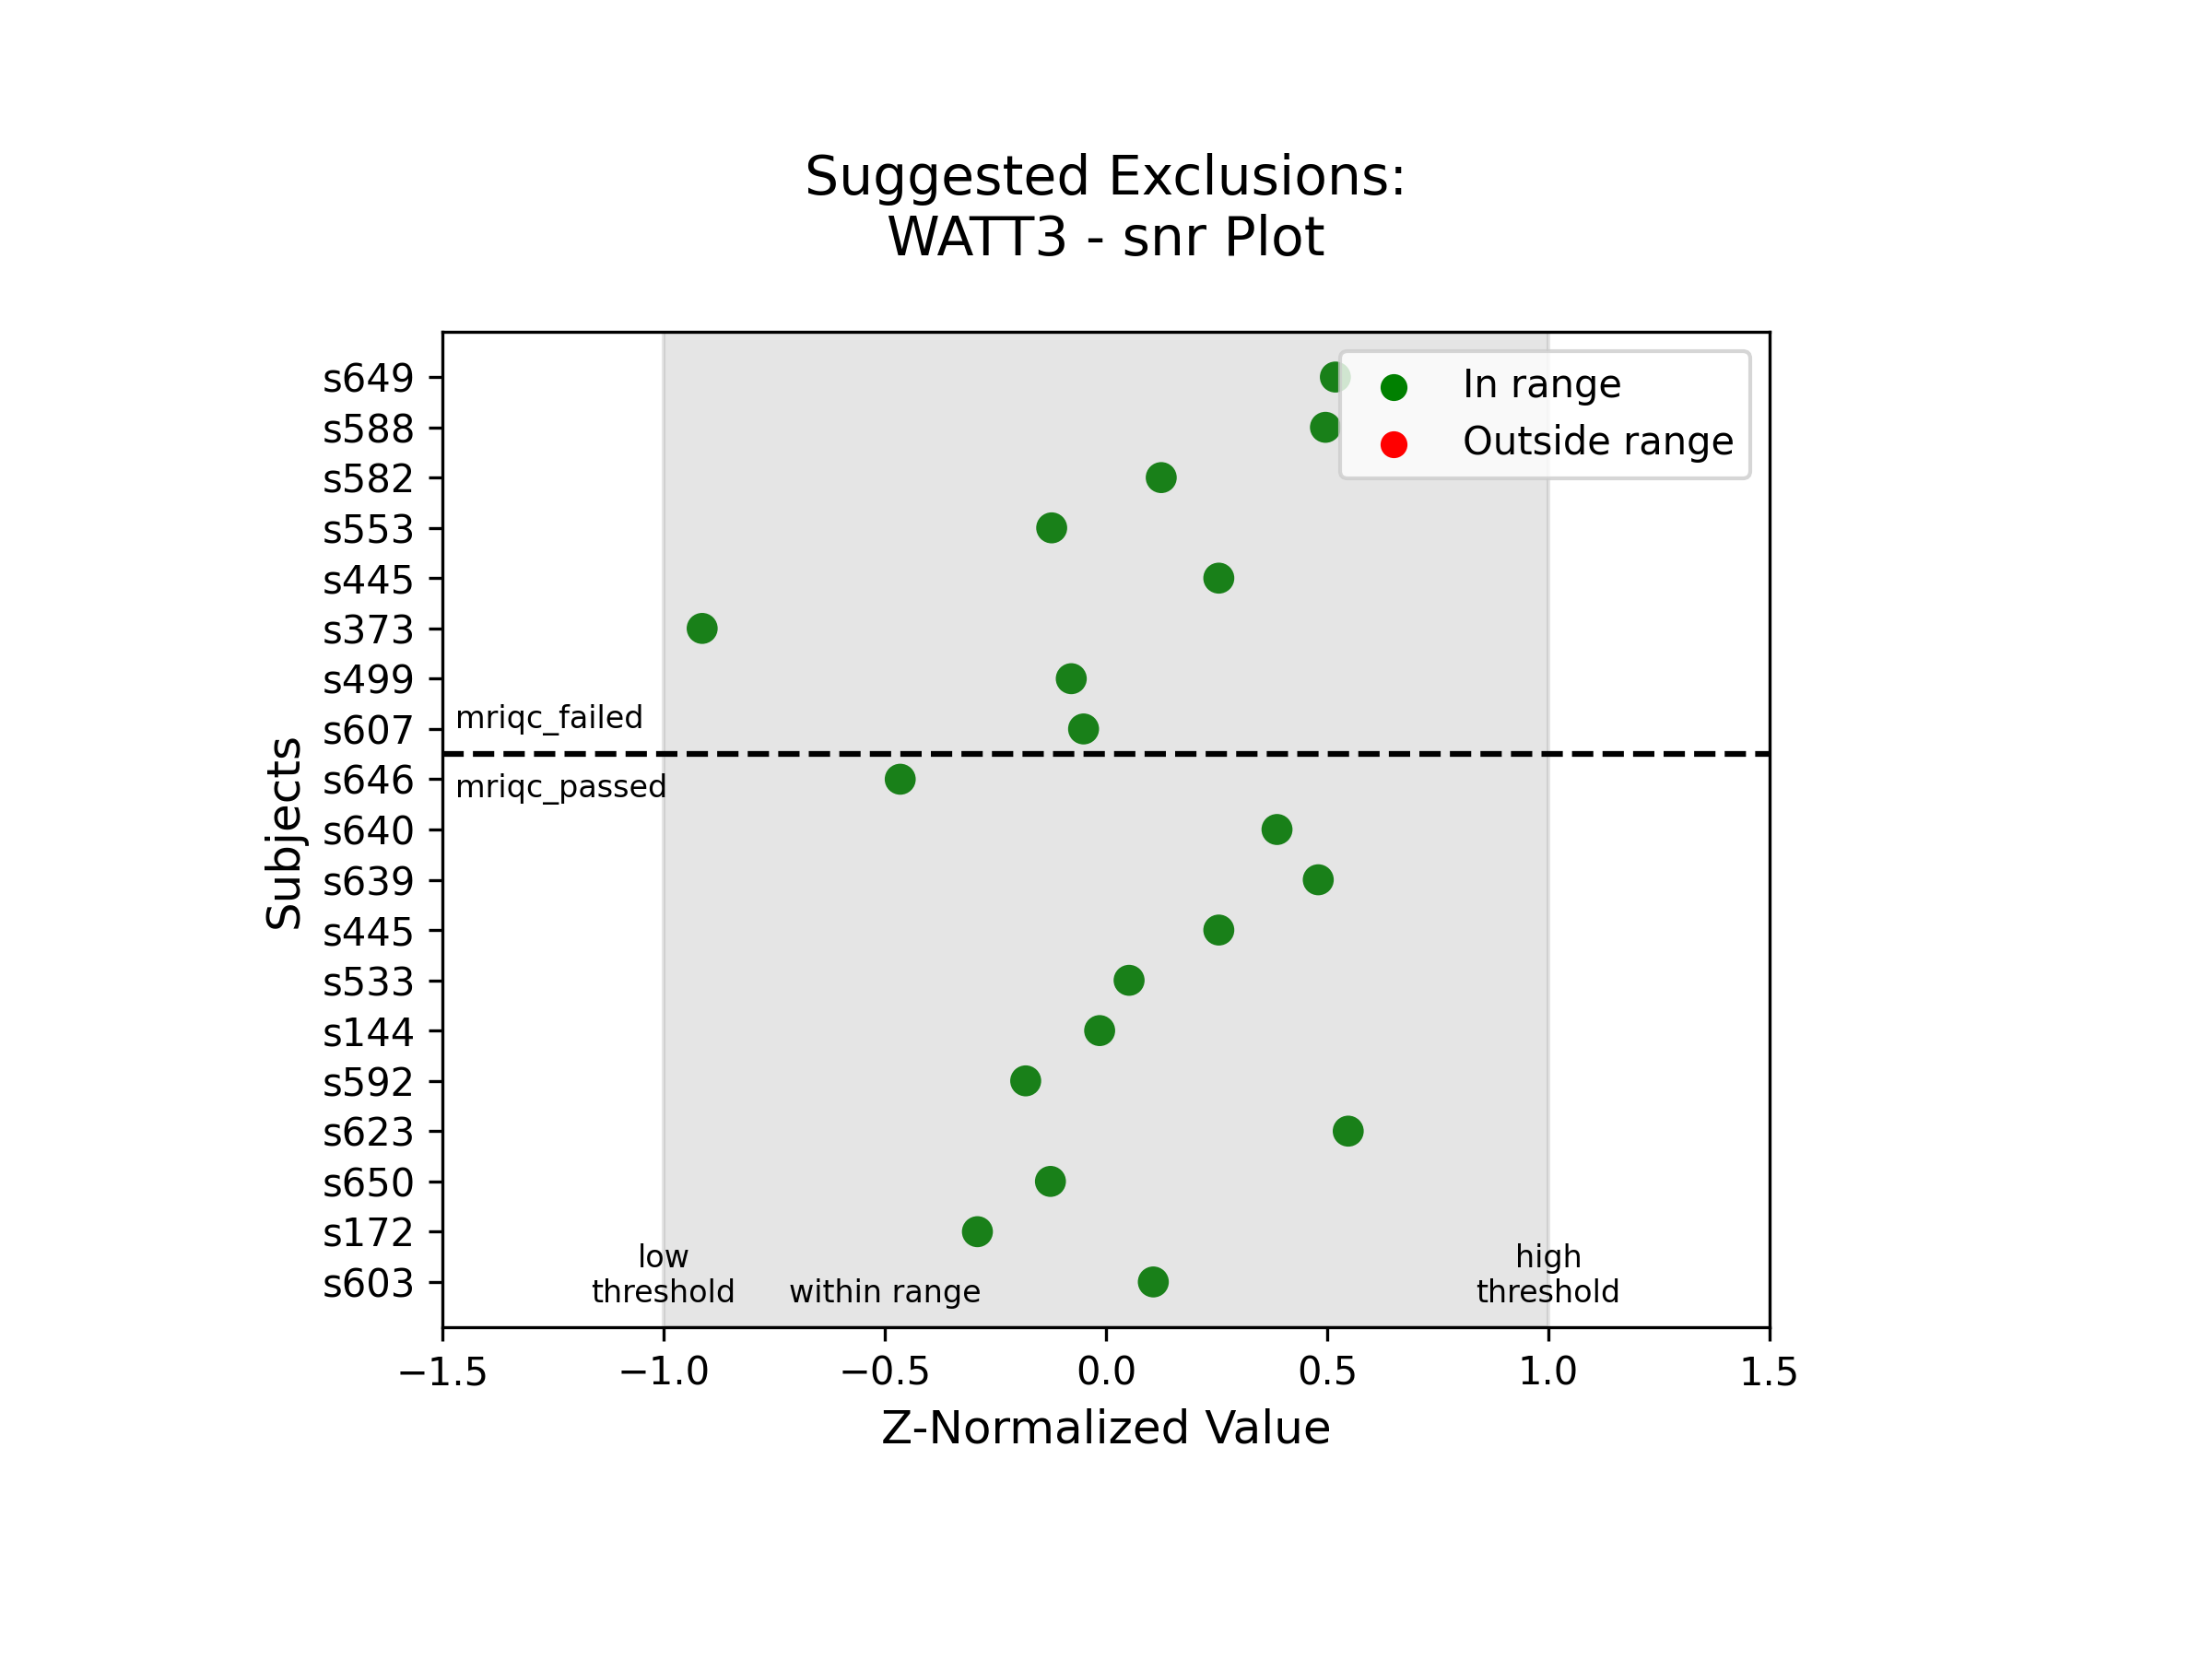 Suggested Exclusions:
WATT3 - snr Plot
In range
Outside range
s649
s588
s582
s553
s445
s373
s499
s607
s646
s640
s639
s445
s533
s144
s592
s623
s650
s172
s603
Subjects
mriqc_failed
mriqc_passed
low
threshold
within range
high
threshold
−1.5
−1.0
−0.5
0.0
0.5
1.0
1.5
Z-Normalized Value